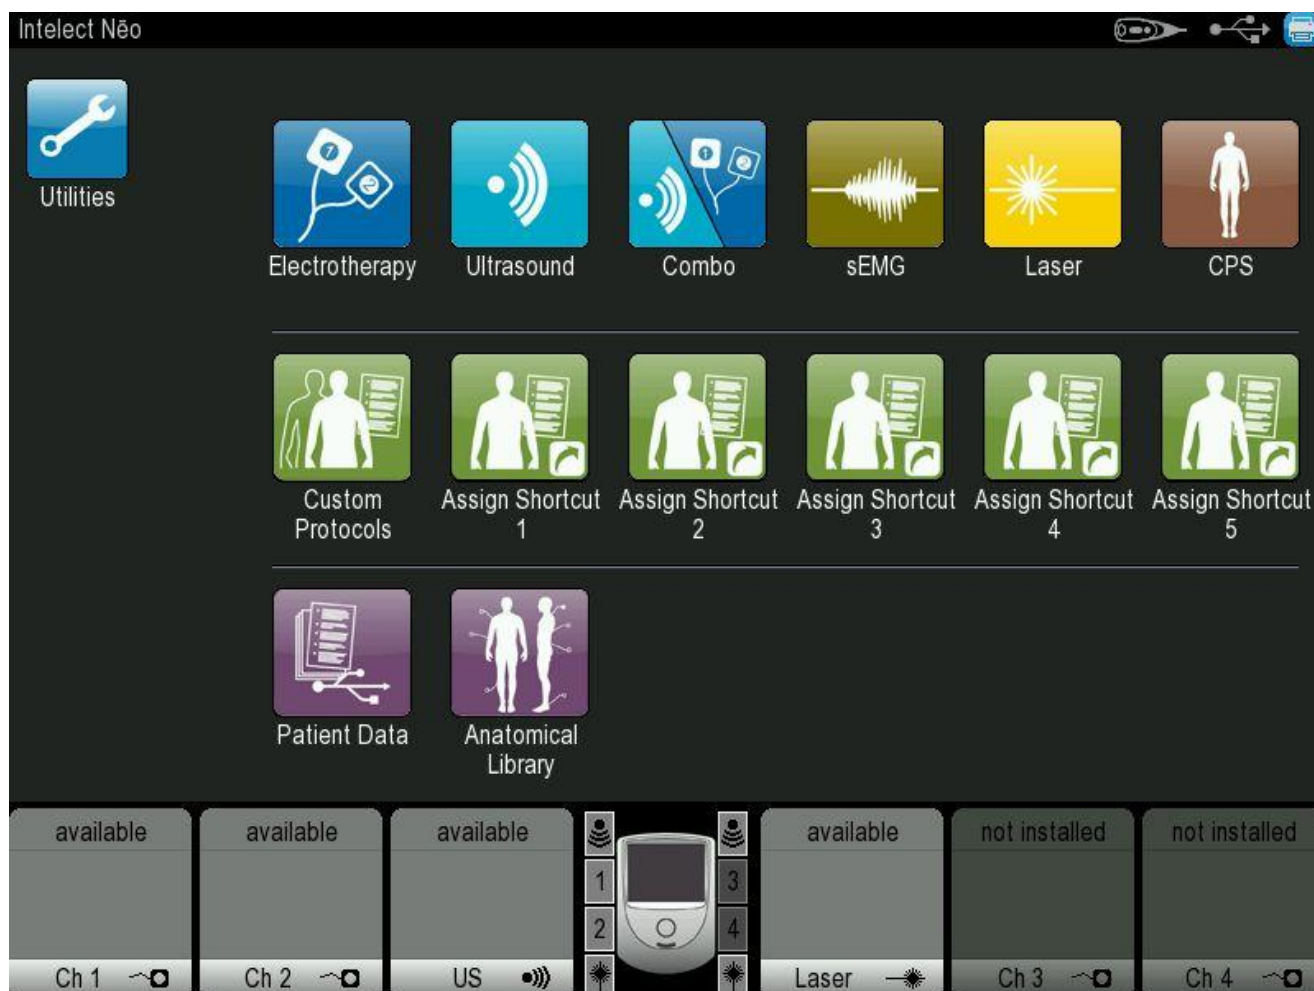 Intelect Nēo
Utilities
Electrotherapy
Ultrasound
Combo
sEMG
Laser
CPS
Custom
Protocols
Assign Shortcut
1
Assign Shortcut
2
Assign Shortcut
3
Assign Shortcut
4
Assign Shortcut
5
Patient Data
Anatomical
Library
available
available
available
available
not installed
not installed
1
2
3
4
Ch 1
Ch 2
US
Laser
Ch 3
Ch 4